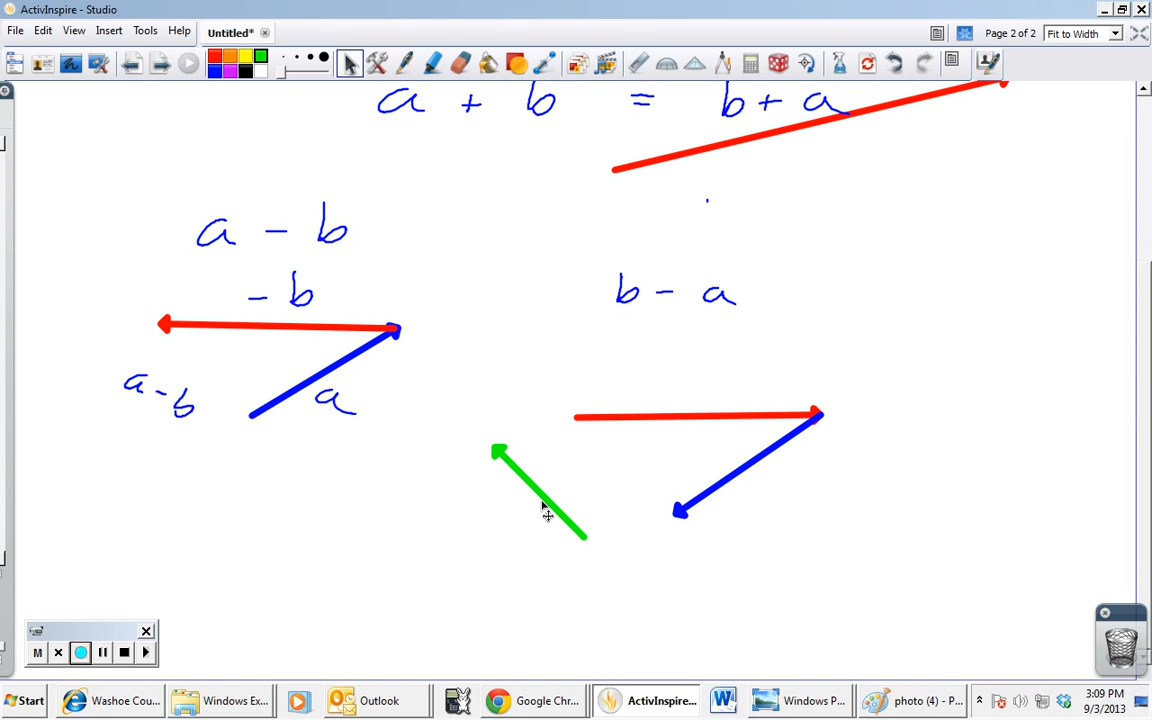 ActivInspire - Studio
File Edit View Insert Tools Help Untitled* Page 2 of 2 Fit to Width
a + b = b + a
a - b
- b
b - a
a - b
a
M
Start Washoe Cou... Windows Ex... Outlook Google Chr... ActivInspire... Windows P... photo (4) - P... 3:09 PM
9/3/2013